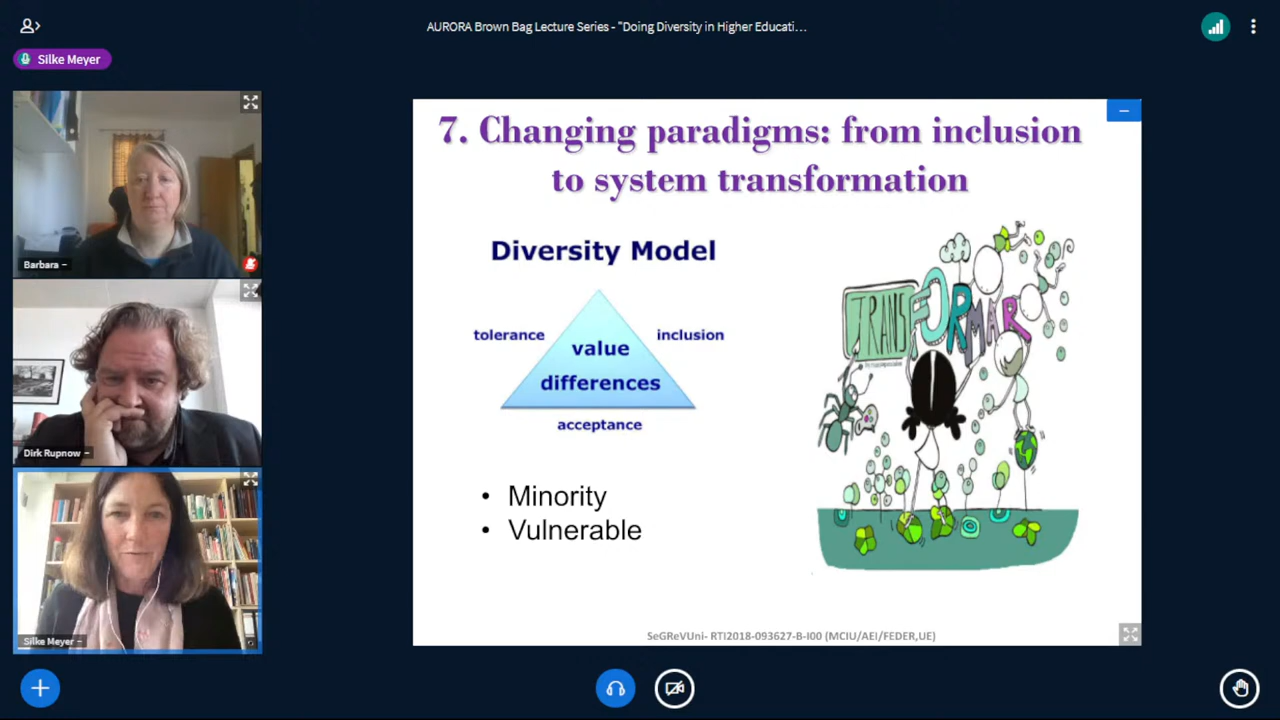 AURORA Brown Bag Lecture Series - "Doing Diversity in Higher Educati...
Silke Meyer
Barbara
Dirk Rupnow
Silke Meyer
7. Changing paradigms: from inclusion
to system transformation
Diversity Model
tolerance
inclusion
value
differences
acceptance
• Minority
• Vulnerable
TRANS
FORMAR
SeGReVUni- RTI2018-093627-B-I00 (MCIU/AEI/FEDER,UE)